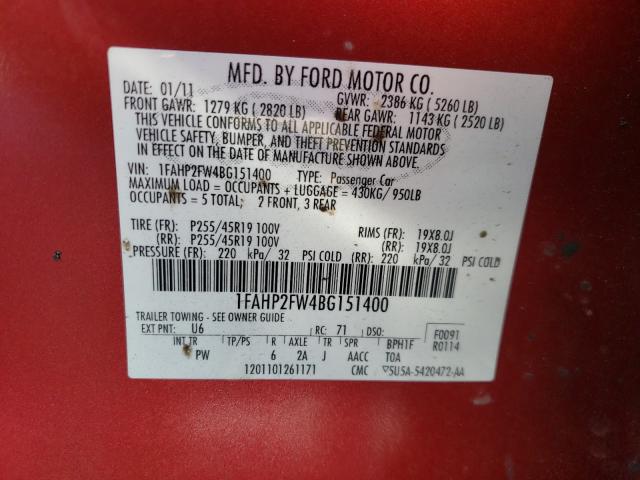 MFD. BY FORD MOTOR CO.
DATE: 01/11 GVWR: 2386 KG ( 5260 LB)
FRONT GAWR: 1279 KG ( 2820 LB) REAR GAWR: 1143 KG ( 2520 LB)
THIS VEHICLE CONFORMS TO ALL APPLICABLE FEDERAL MOTOR
VEHICLE SAFETY, BUMPER, AND THEFT PREVENTION STANDARDS
IN EFFECT ON THE DATE OF MANUFACTURE SHOWN ABOVE.
VIN: 1FAHP2FW4BG151400 TYPE: Passenger Car
MAXIMUM LOAD = OCCUPANTS + LUGGAGE = 430KG/ 950LB
OCCUPANTS = 5 TOTAL: 2 FRONT, 3 REAR
TIRE (FR): P255/45R19 100V RIMS (FR): 19X8.0J
(RR): P255/45R19 100V (RR): 19X8.0J
PRESSURE (FR): 220 kPa/ 32 PSI COLD (RR): 220 kPa/ 32 PSI COLD
1FAHP2FW4BG151400
TRAILER TOWING - SEE OWNER GUIDE
EXT PNT: U6 RC: 71 DSO: F0091
R0114
INT TR TP/PS R AXLE TR SPR BPH1F
PW 6 2A J AACC TOA
1201101261171 CMC ▽5U5A-5420472-AA